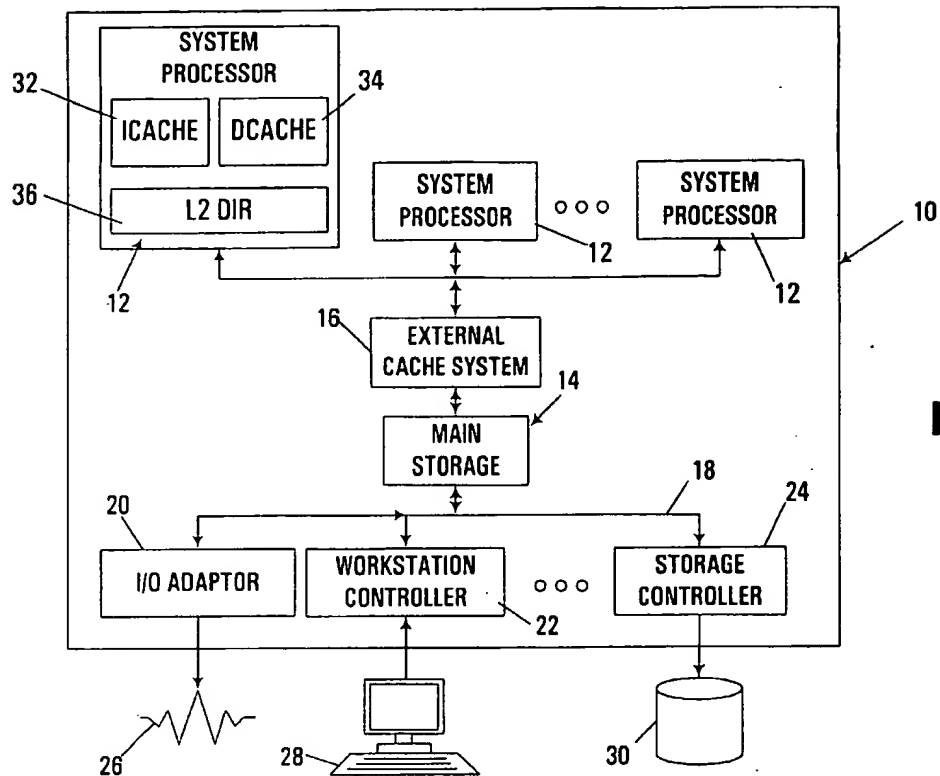 SYSTEM
PROCESSOR
32
34
ICACHE
DCACHE
36
L2 DIR
12
SYSTEM
PROCESSOR
12
SYSTEM
PROCESSOR
12
10
16
EXTERNAL
CACHE SYSTEM
14
MAIN
STORAGE
18
20
I/O ADAPTOR
WORKSTATION
CONTROLLER
22
24
STORAGE
CONTROLLER
26
28
30